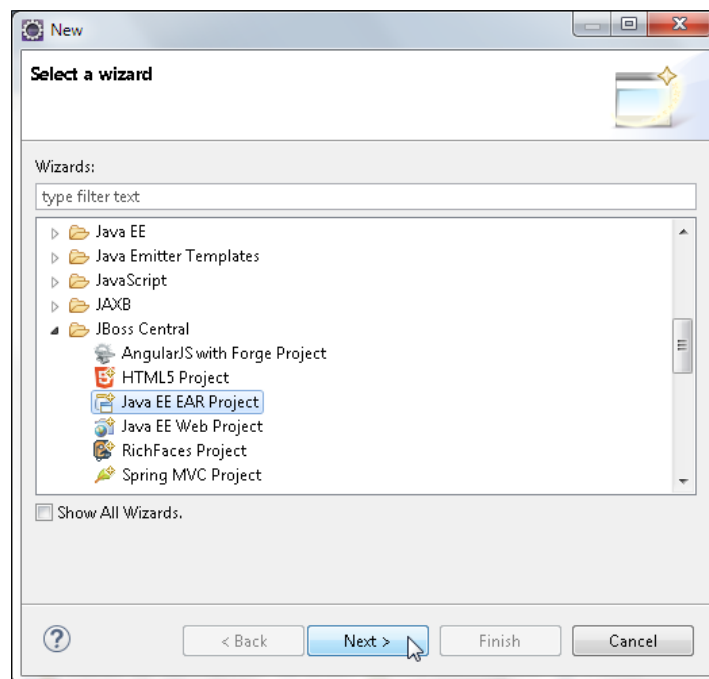 New
Select a wizard
Wizards:
type filter text
Java EE
Java Emitter Templates
JavaScript
JAXB
JBoss Central
AngularJS with Forge Project
HTML5 Project
Java EE EAR Project
Java EE Web Project
RichFaces Project
Spring MVC Project
Show All Wizards.
? < Back Next > Finish Cancel